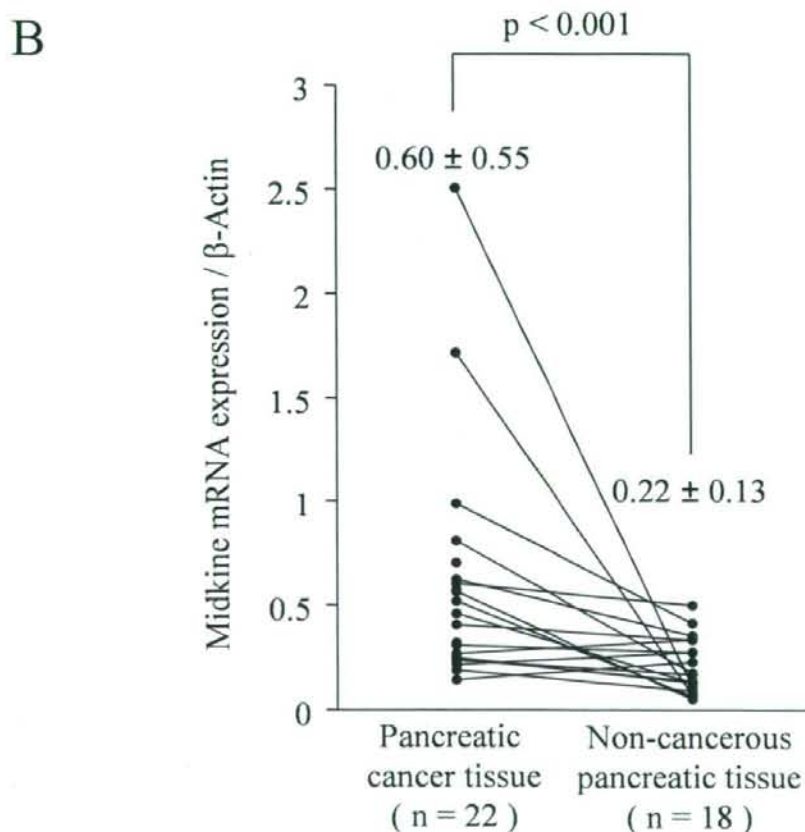 B
p < 0.001
3
0.60 ± 0.55
2.5
2
1.5
1
0.22 ± 0.13
0.5
0
Midkine mRNA expression / β-Actin
Pancreatic
cancer tissue
( n = 22 )
Non-cancerous
pancreatic tissue
( n = 18 )